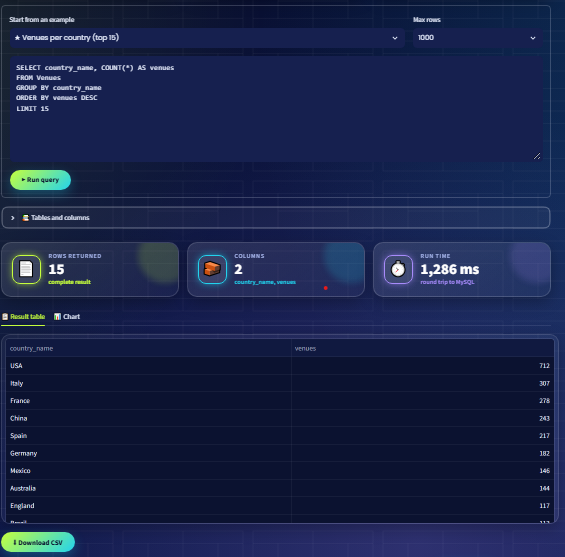 Start from an example
Max rows
★ Venues per country (top 15)
1000
SELECT country_name, COUNT(*) AS venues
FROM Venues
GROUP BY country_name
ORDER BY venues DESC
LIMIT 15
▸ Run query
Tables and columns
ROWS RETURNED
15
complete result
COLUMNS
2
country_name, venues
RUN TIME
1,286 ms
round trip to MySQL
Result table
Chart
country_name venues
USA 712
Italy 307
France 278
China 243
Spain 217
Germany 182
Mexico 146
Australia 144
England 117
Download CSV